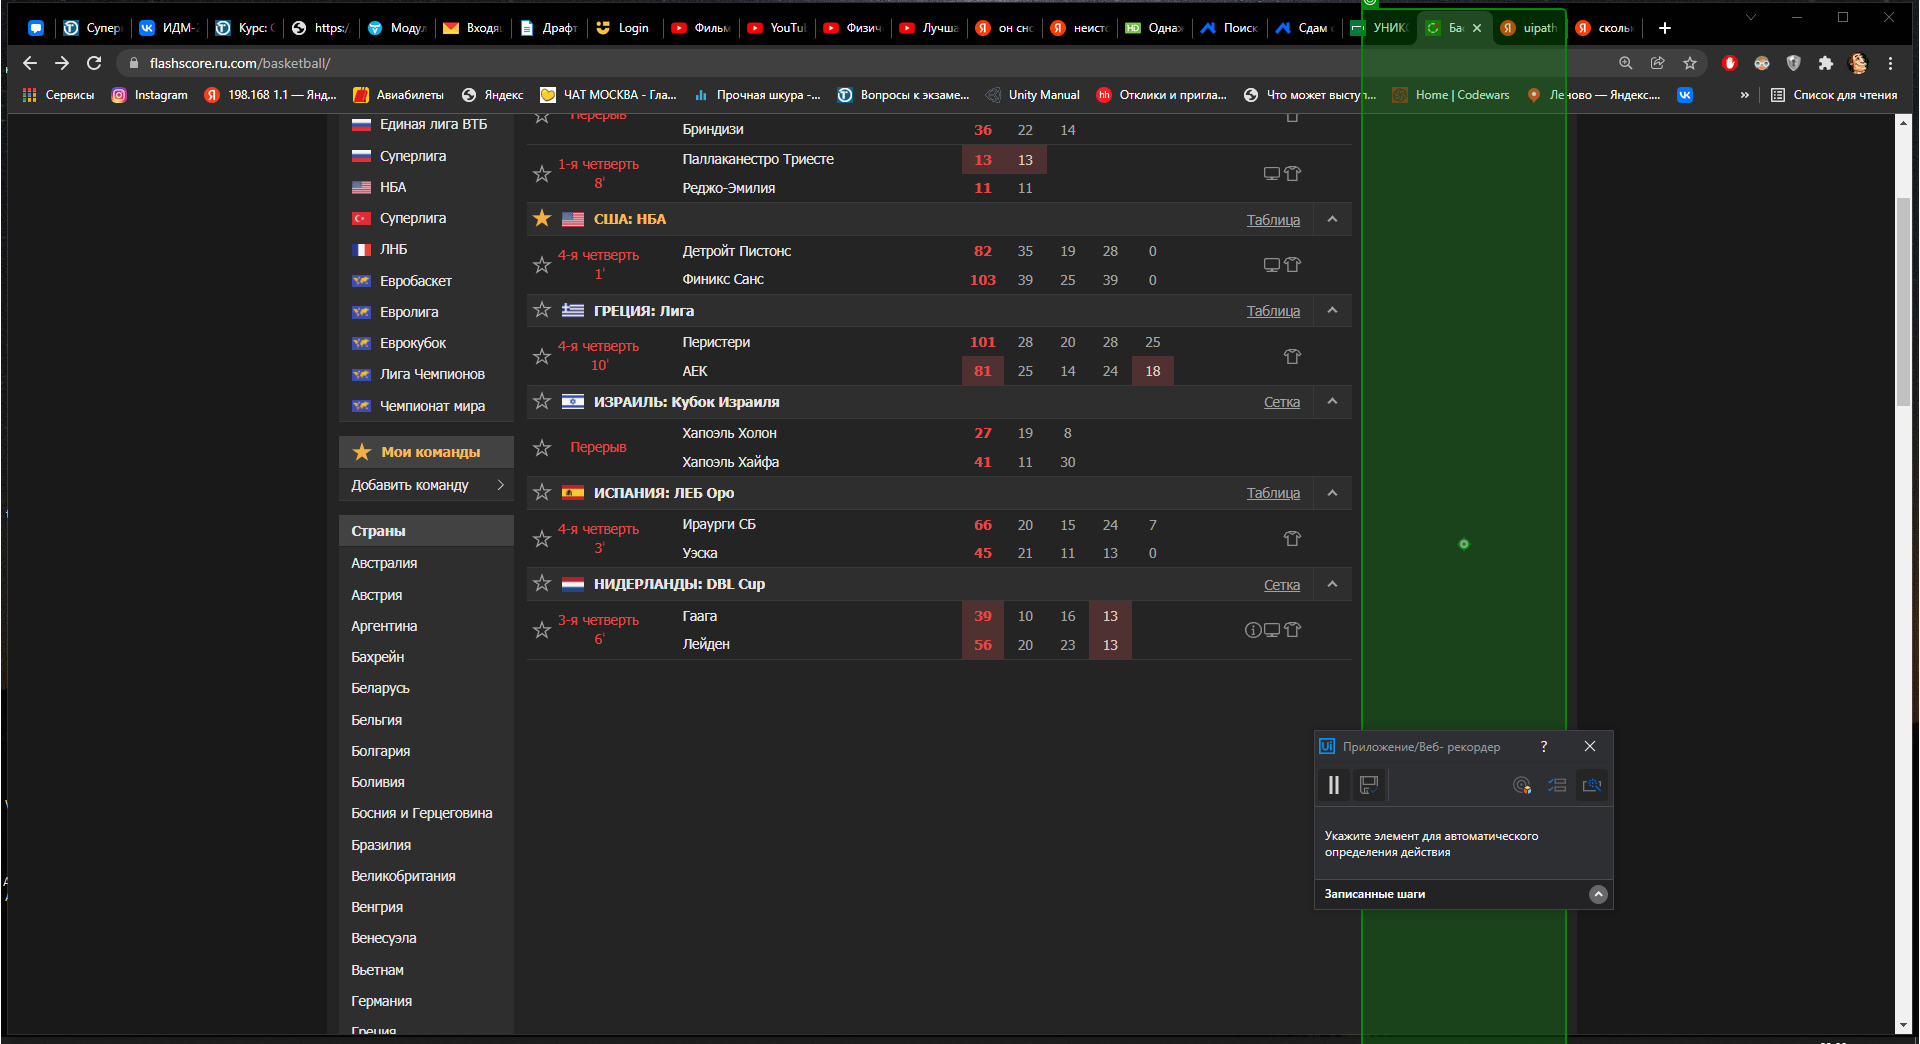 Супер
ИДМ-2
Курс: С
https:/
Модул
Входящ
Драфт
Login
Фильм
YouTub
Физич
Лучша
он сно
неисто
Однаж
Поиск
Сдам с
УНИКО
Бас
uipath
сколь
flashscore.ru.com/basketball/
Сервисы
Instagram
198.168 1.1 — Янд...
Авиабилеты
Яндекс
ЧАТ МОСКВА - Гла...
Прочная шкура -...
Вопросы к экзаме...
Unity Manual
Отклики и пригла...
Что может высту...
Home | Codewars
Леново — Яндекс....
»
Список для чтения
Единая лига ВТБ
Суперлига
НБА
Суперлига
ЛНБ
Евробаскет
Евролига
Еврокубок
Лига Чемпионов
Чемпионат мира
Мои команды
Добавить команду
Страны
Австралия
Австрия
Аргентина
Бахрейн
Беларусь
Бельгия
Болгария
Боливия
Босния и Герцеговина
Бразилия
Великобритания
Венгрия
Венесуэла
Вьетнам
Германия
Греция
Перерыв
Бриндизи 36 22 14
1-я четверть
8'
Паллаканестро Триесте 13 13
Реджо-Эмилия 11 11
США: НБА Таблица
4-я четверть
1'
Детройт Пистонс 82 35 19 28 0
Финикс Санс 103 39 25 39 0
ГРЕЦИЯ: Лига Таблица
4-я четверть
10'
Перистери 101 28 20 28 25
АЕК 81 25 14 24 18
ИЗРАИЛЬ: Кубок Израиля Сетка
Перерыв
Хапоэль Холон 27 19 8
Хапоэль Хайфа 41 11 30
ИСПАНИЯ: ЛЕБ Оро Таблица
4-я четверть
3'
Ираурги СБ 66 20 15 24 7
Уэска 45 21 11 13 0
НИДЕРЛАНДЫ: DBL Cup Сетка
3-я четверть
6'
Гаага 39 10 16 13
Лейден 56 20 23 13
Ui Приложение/Веб- рекордер ?
Укажите элемент для автоматического
определения действия
Записанные шаги